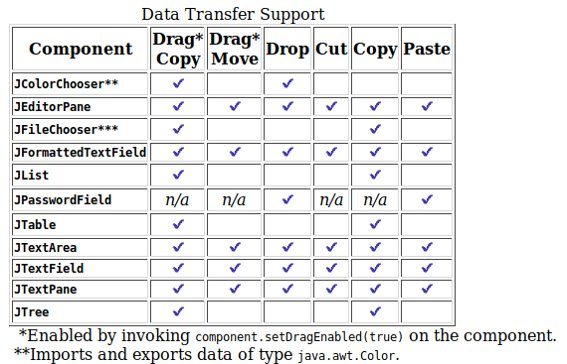 Data Transfer Support
Component Drag* Copy Drag* Move Drop Cut Copy Paste
JColorChooser** ✔ ✔
JEditorPane ✔ ✔ ✔ ✔ ✔ ✔
JFileChooser*** ✔ ✔
JFormattedTextField ✔ ✔ ✔ ✔ ✔ ✔
JList ✔ ✔
JPasswordField n/a n/a ✔ n/a n/a ✔
JTable ✔ ✔
JTextArea ✔ ✔ ✔ ✔ ✔ ✔
JTextField ✔ ✔ ✔ ✔ ✔ ✔
JTextPane ✔ ✔ ✔ ✔ ✔ ✔
JTree ✔ ✔
*Enabled by invoking component.setDragEnabled(true) on the component.
**Imports and exports data of type java.awt.Color.